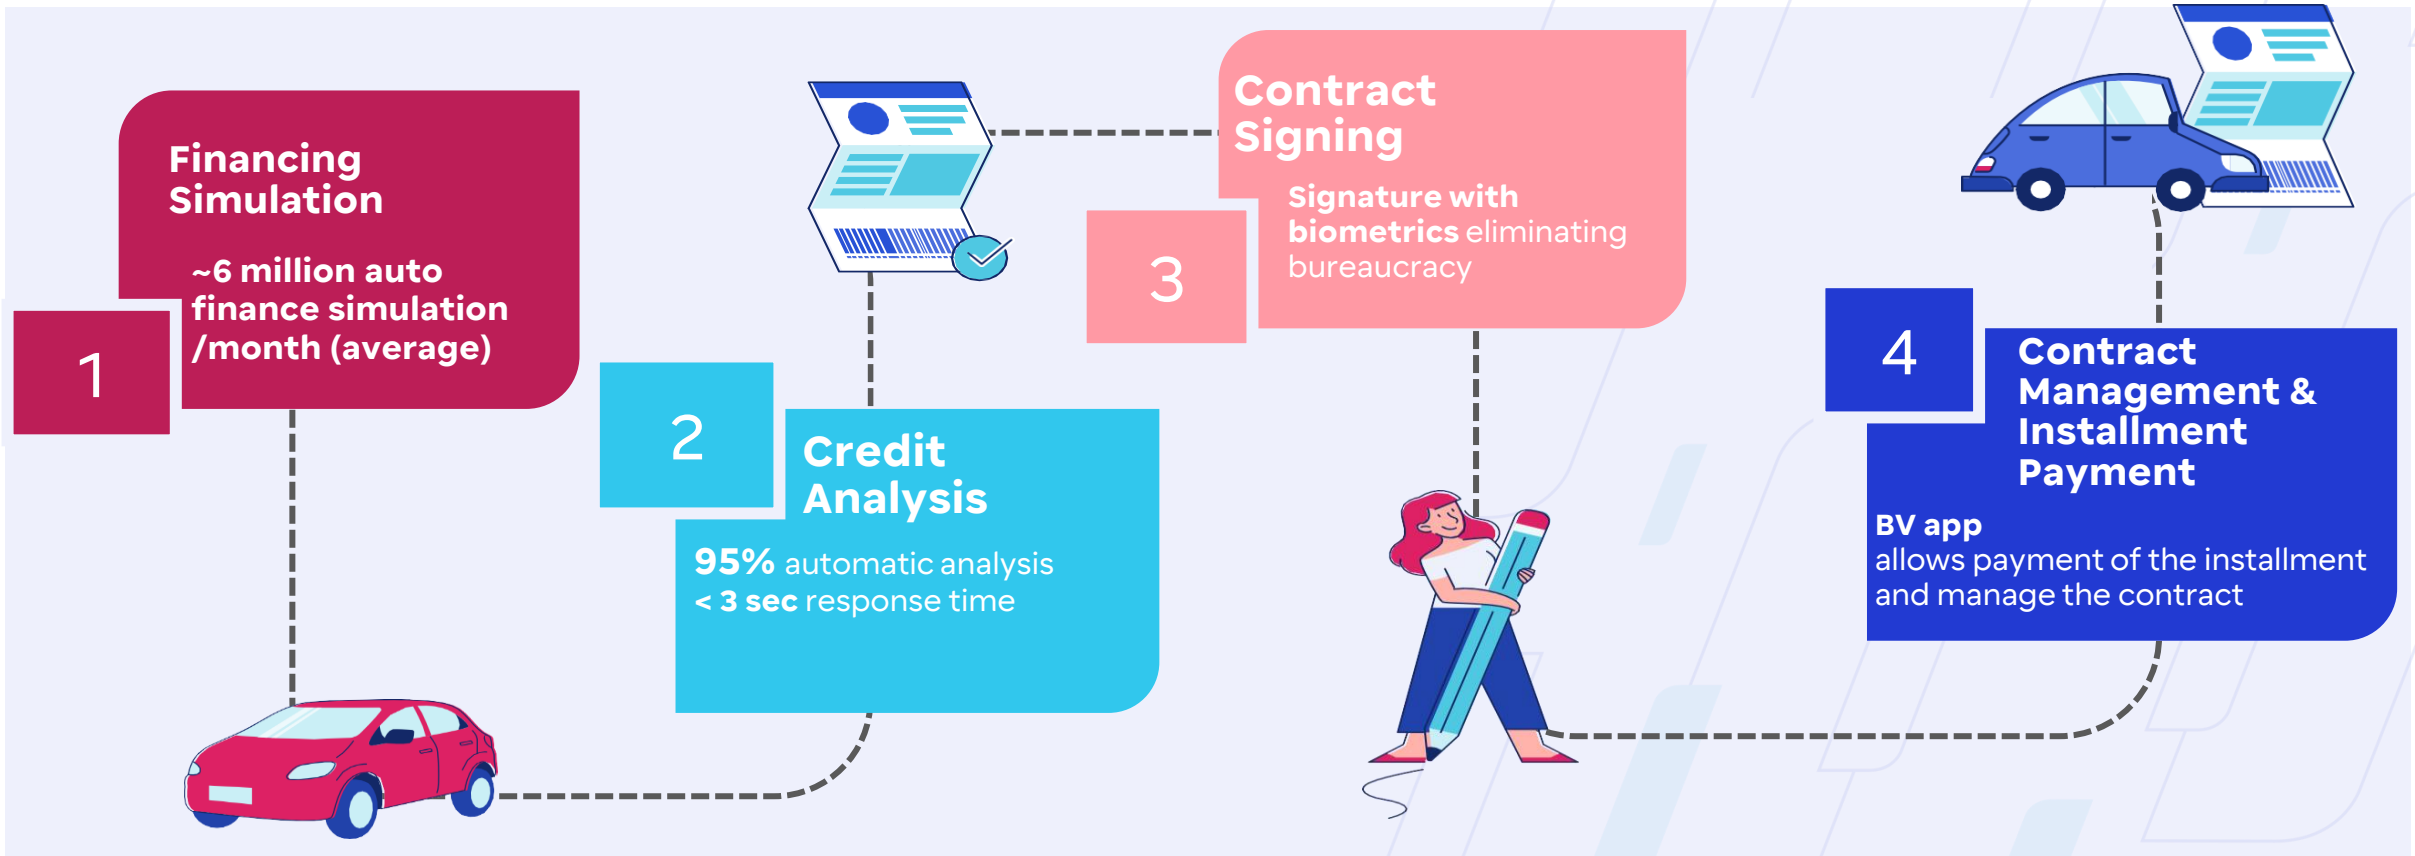 1
Financing
Simulation
~6 million auto
finance simulation
/month (average)
2
Credit
Analysis
95% automatic analysis
< 3 sec response time
3
Contract
Signing
Signature with
biometrics eliminating
bureaucracy
4
Contract
Management &
Installment
Payment
BV app
allows payment of the installment
and manage the contract